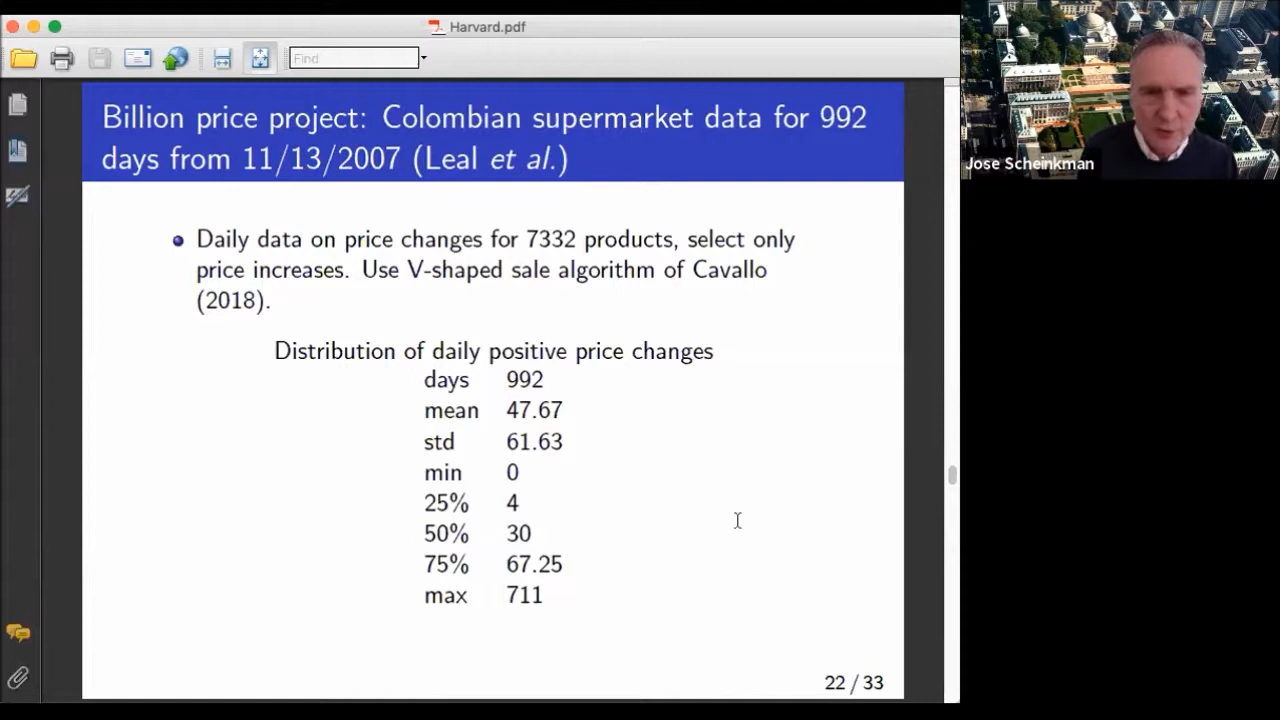 Harvard.pdf
Find
Billion price project: Colombian supermarket data for 992
days from 11/13/2007 (Leal et al.)
Daily data on price changes for 7332 products, select only
price increases. Use V-shaped sale algorithm of Cavallo
(2018).
Distribution of daily positive price changes
days 992
mean 47.67
std 61.63
min 0
25% 4
50% 30
75% 67.25
max 711
22 / 33
Jose Scheinkman